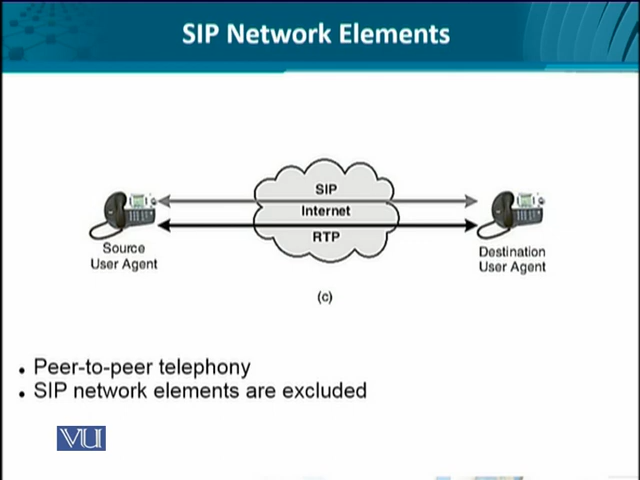 SIP Network Elements
SIP
Internet
RTP
Source
User Agent
Destination
User Agent
(c)
• Peer-to-peer telephony
• SIP network elements are excluded
VU